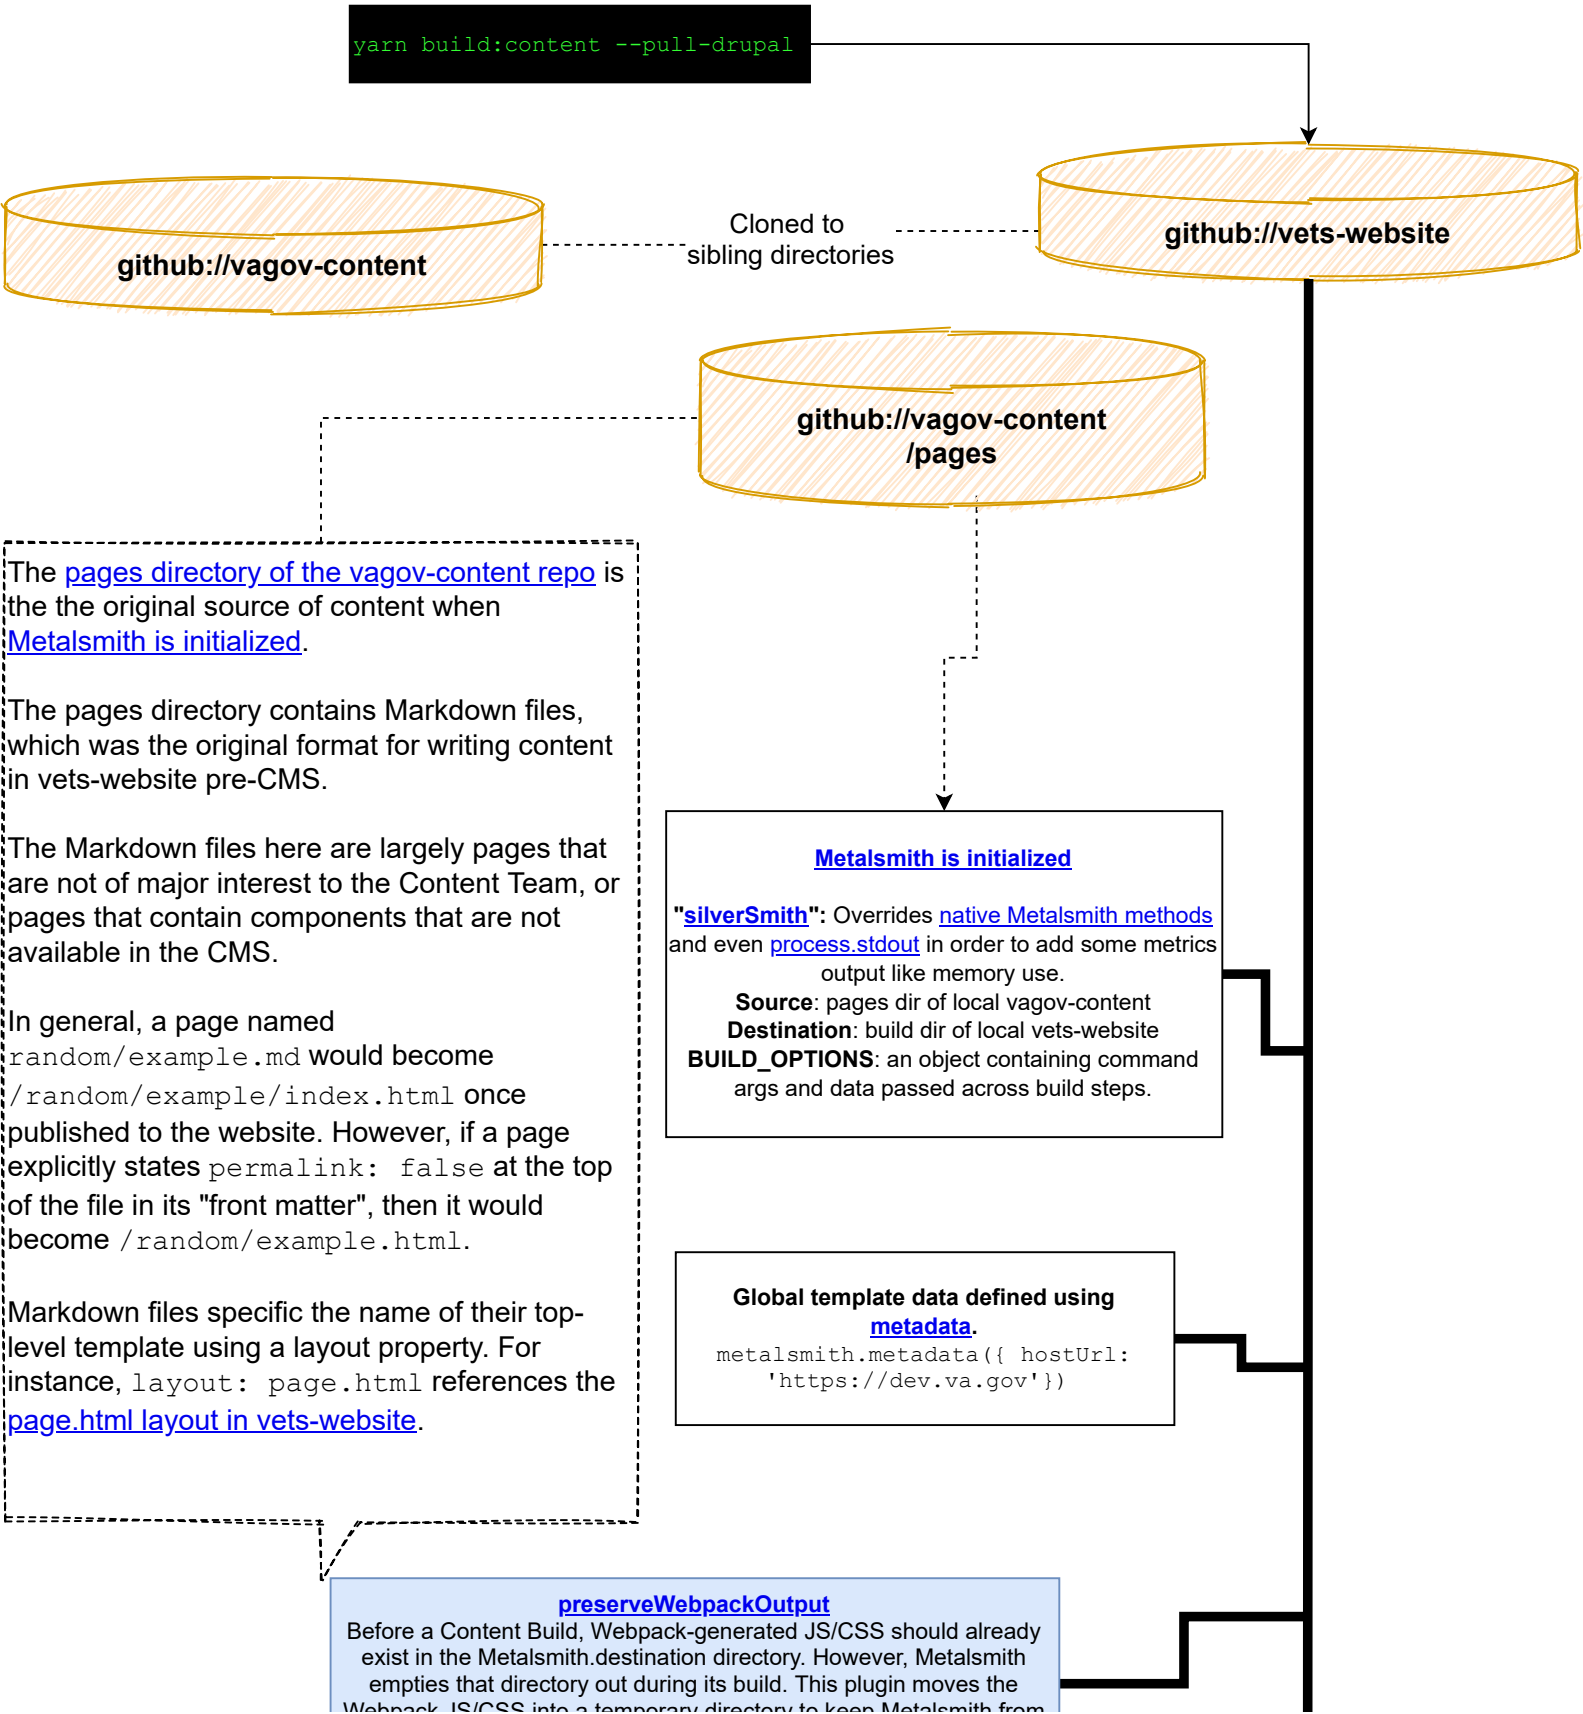 yarn build:content --pull-drupal
github://vagov-content
Cloned to
sibling directories
github://vets-website
github://vagov-content
/pages
The pages directory of the vagov-content repo is
the the original source of content when
Metalsmith is initialized.
The pages directory contains Markdown files,
which was the original format for writing content
in vets-website pre-CMS.
The Markdown files here are largely pages that
are not of major interest to the Content Team, or
pages that contain components that are not
available in the CMS.
In general, a page named
random/example.md would become
/random/example/index.html once
published to the website. However, if a page
explicitly states permalink: false at the top
of the file in its "front matter", then it would
become /random/example.html.
Markdown files specific the name of their top-
level template using a layout property. For
instance, layout: page.html references the
page.html layout in vets-website.
Metalsmith is initialized
"silverSmith": Overrides native Metalsmith methods
and even process.stdout in order to add some metrics
output like memory use.
Source: pages dir of local vagov-content
Destination: build dir of local vets-website
BUILD_OPTIONS: an object containing command
args and data passed across build steps.
Global template data defined using
metadata.
metalsmith.metadata({ hostUrl:
'https://dev.va.gov'})
preserveWebpackOutput
Before a Content Build, Webpack-generated JS/CSS should already
exist in the Metalsmith.destination directory. However, Metalsmith
empties that directory out during its build. This plugin moves the
Webpack JS/CSS into a temporary directory to keep Metalsmith from